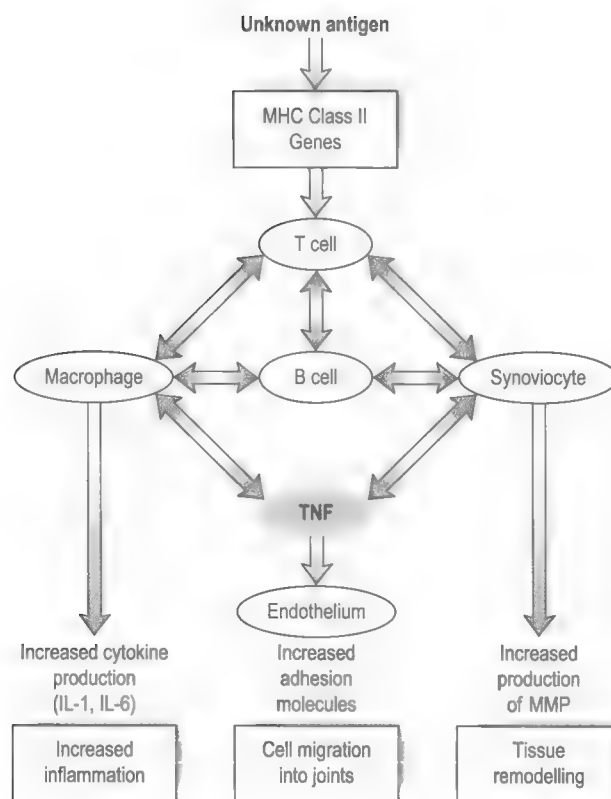 Unknown antigen
MHC Class II
Genes
T cell
Macrophage
B cell
Synoviocyte
TNF
Endothelium
Increased cytokine
production
(IL-1, IL-6)
Increased
adhesion
molecules
Increased
production
of MMP
Increased
inflammation
Cell migration
into joints
Tissue
remodelling